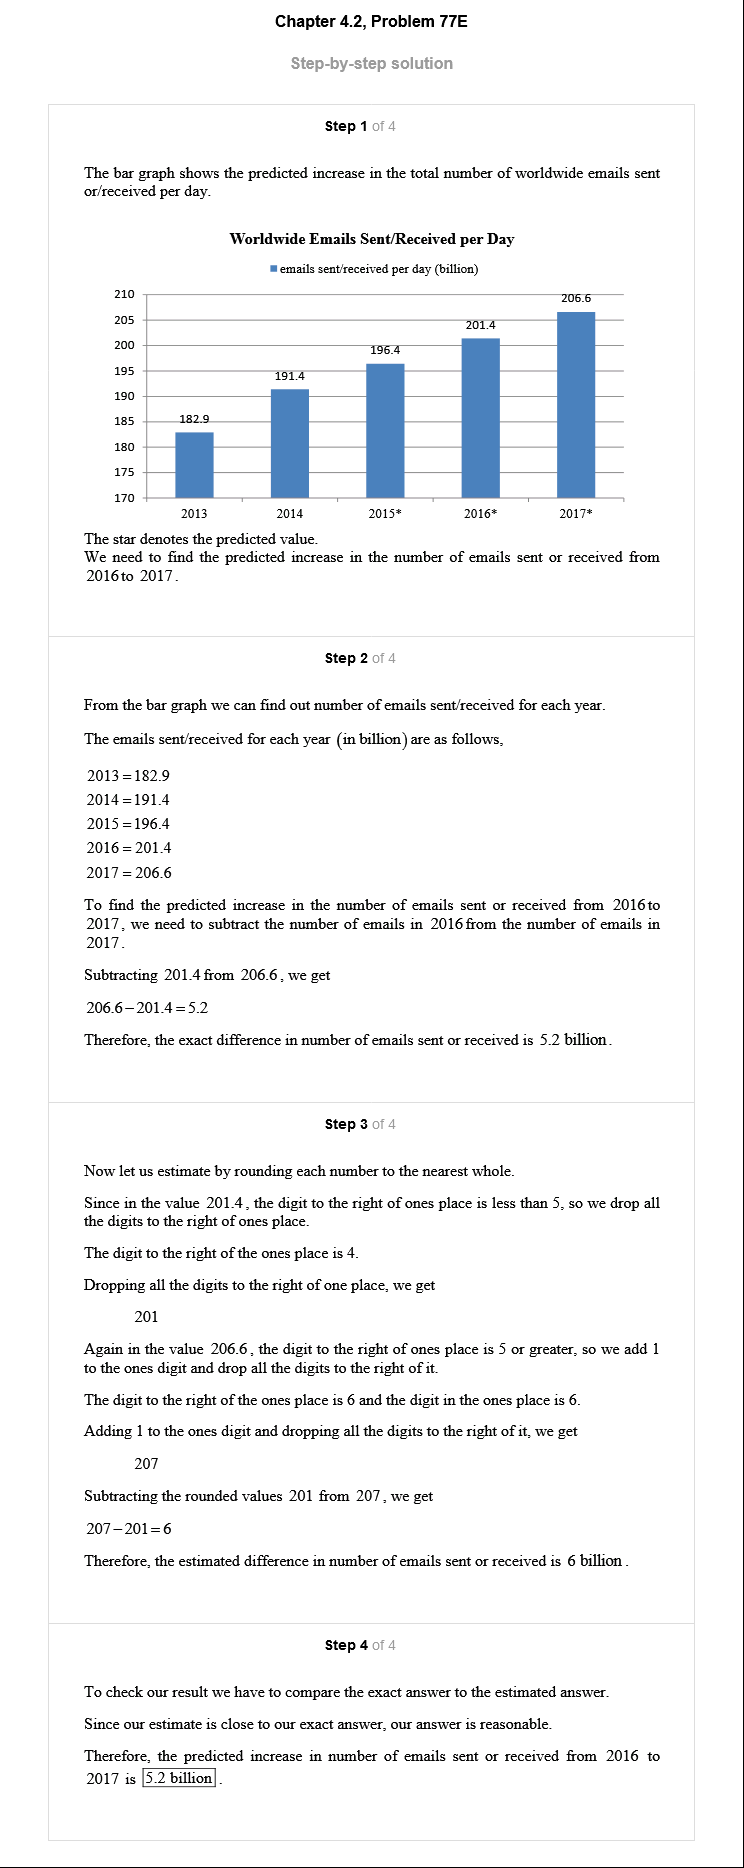 Chapter 4.2, Problem 77E
Step-by-step solution
Step 1 of 4
The bar graph shows the predicted increase in the total number of worldwide emails sent
or/received per day.
Worldwide Emails Sent/Received per Day
emails sent/received per day (billion)
210
205
200
195
190
185
180
175
170
182.9
191.4
196.4
201.4
206.6
2013
2014
2015*
2016*
2017*
The star denotes the predicted value.
We need to find the predicted increase in the number of emails sent or received from
2016 to 2017.
Step 2 of 4
From the bar graph we can find out number of emails sent/received for each year.
The emails sent/received for each year (in billion) are as follows,
2013 = 182.9
2014 = 191.4
2015 = 196.4
2016 = 201.4
2017 = 206.6
To find the predicted increase in the number of emails sent or received from 2016 to
2017, we need to subtract the number of emails in 2016 from the number of emails in
2017.
Subtracting 201.4 from 206.6, we get
206.6 − 201.4 = 5.2
Therefore, the exact difference in number of emails sent or received is 5.2 billion.
Step 3 of 4
Now let us estimate by rounding each number to the nearest whole.
Since in the value 201.4, the digit to the right of ones place is less than 5, so we drop all
the digits to the right of ones place.
The digit to the right of the ones place is 4.
Dropping all the digits to the right of one place, we get
201
Again in the value 206.6, the digit to the right of ones place is 5 or greater, so we add 1
to the ones digit and drop all the digits to the right of it.
The digit to the right of the ones place is 6 and the digit in the ones place is 6.
Adding 1 to the ones digit and dropping all the digits to the right of it, we get
207
Subtracting the rounded values 201 from 207, we get
207 − 201 = 6
Therefore, the estimated difference in number of emails sent or received is 6 billion.
Step 4 of 4
To check our result we have to compare the exact answer to the estimated answer.
Since our estimate is close to our exact answer, our answer is reasonable.
Therefore, the predicted increase in number of emails sent or received from 2016 to
2017 is 5.2 billion.